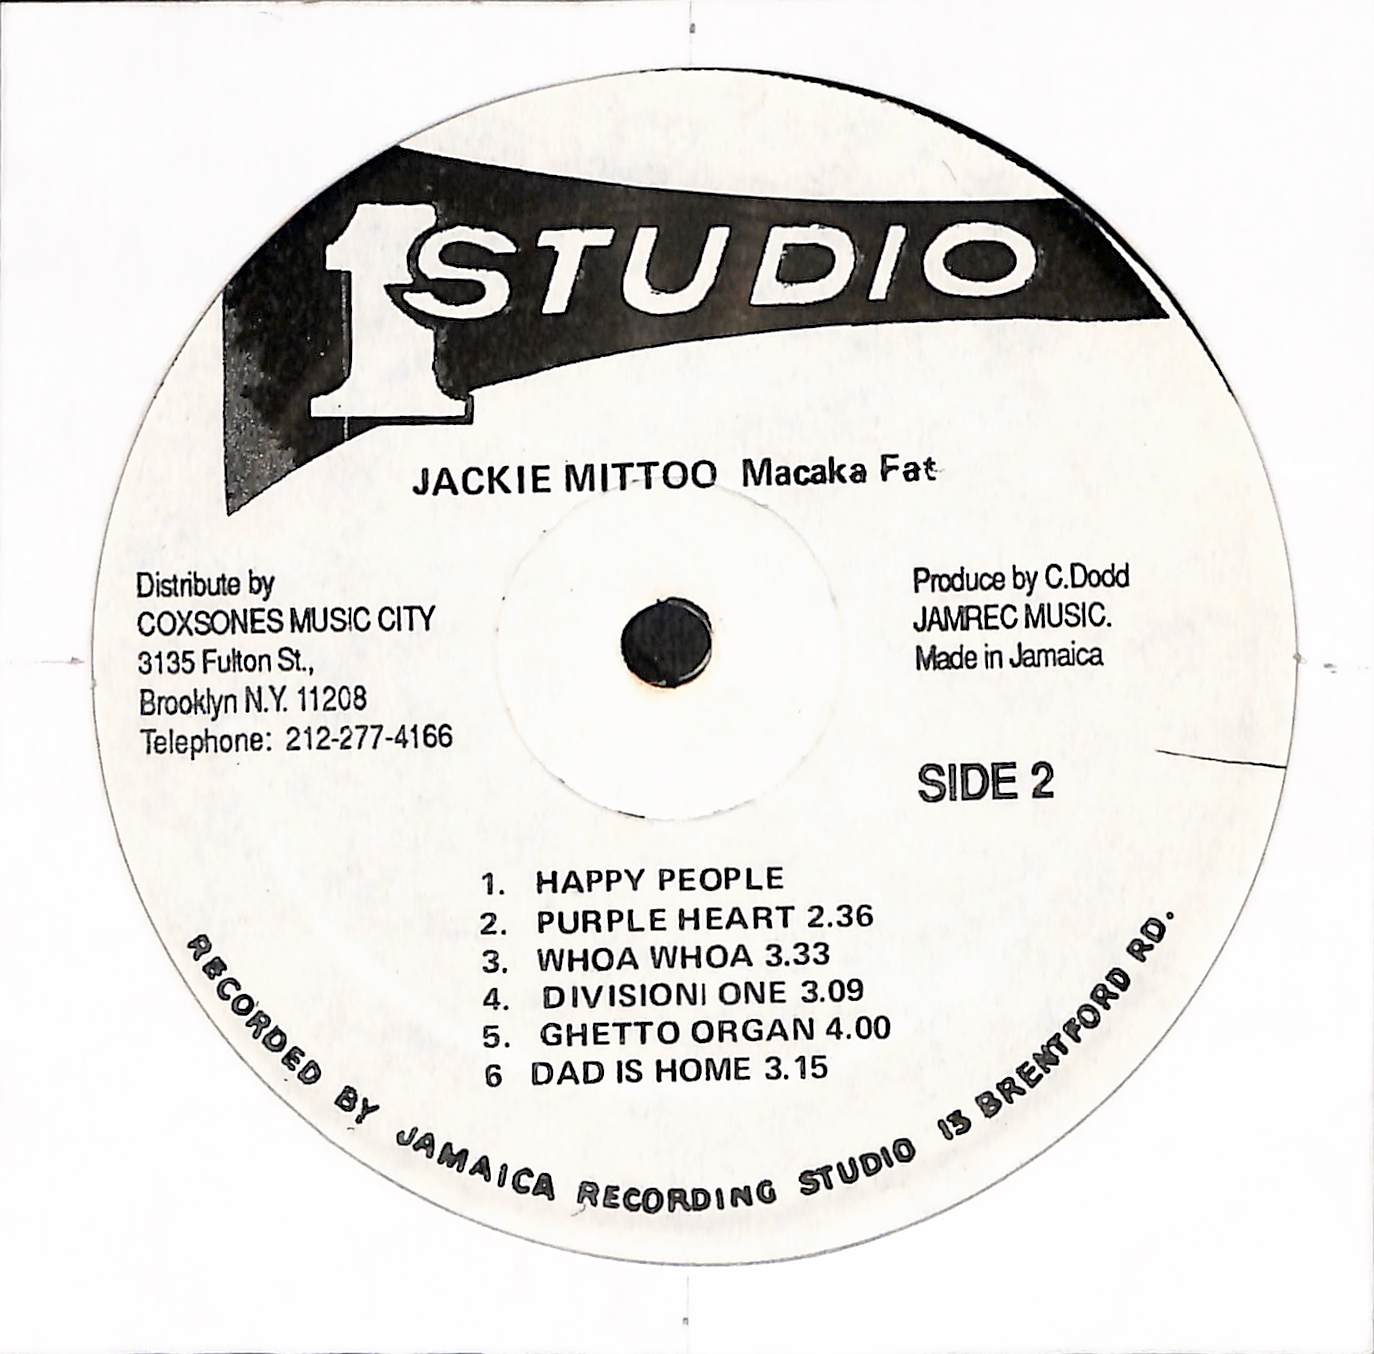 1 STUDIO
JACKIE MITTOO Macaka Fat
Distribute by
COXSONES MUSIC CITY
3135 Fulton St.,
Brooklyn N.Y. 11208
Telephone: 212-277-4166
Produce by C.Dodd
JAMREC MUSIC.
Made in Jamaica
SIDE 2
1. HAPPY PEOPLE
2. PURPLE HEART 2.36
3. WHOA WHOA 3.33
4. DIVISIONI ONE 3.09
5. GHETTO ORGAN 4.00
6 DAD IS HOME 3.15
RECORDED BY JAMAICA RECORDING STUDIO 13 BRENTFORD RD.